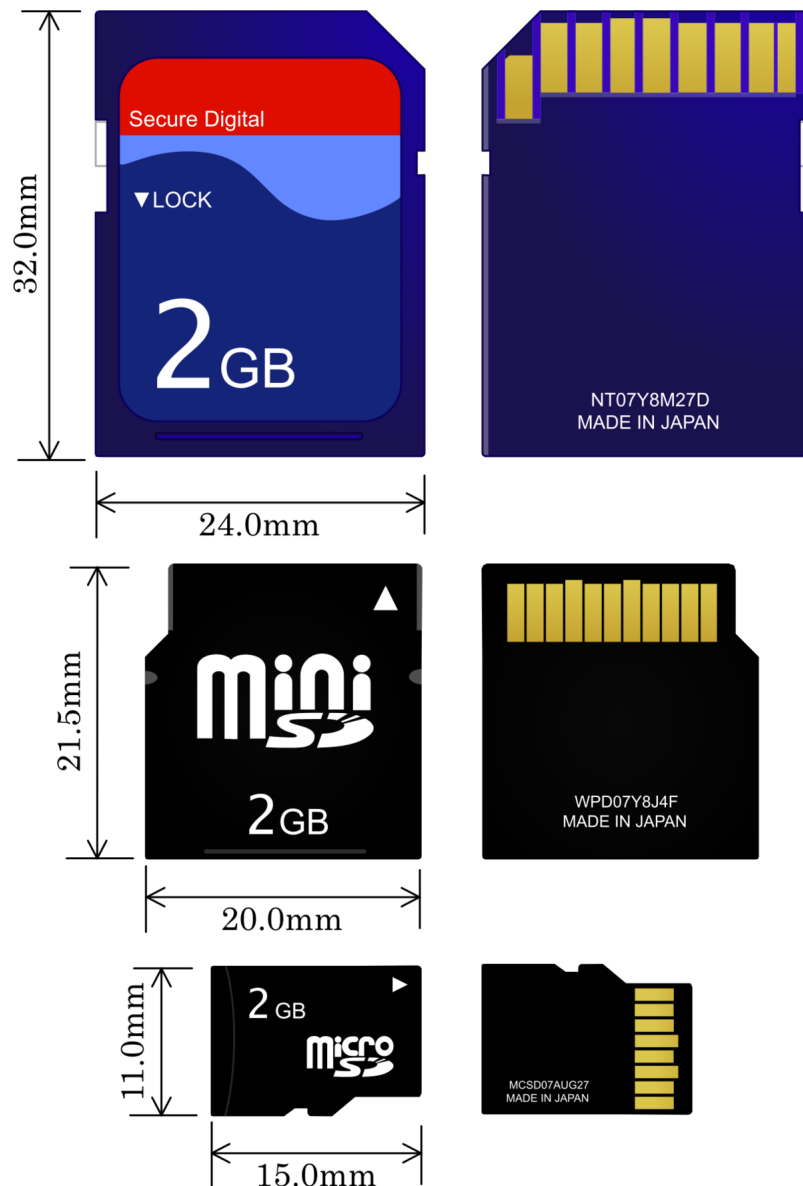 32.0mm
Secure Digital
▼LOCK
2GB
24.0mm
NT07Y8M27D
MADE IN JAPAN
21.5mm
mini
SD
2GB
20.0mm
WPD07Y8J4F
MADE IN JAPAN
11.0mm
2 GB
micro
SD
15.0mm
MCSD07AUG27
MADE IN JAPAN